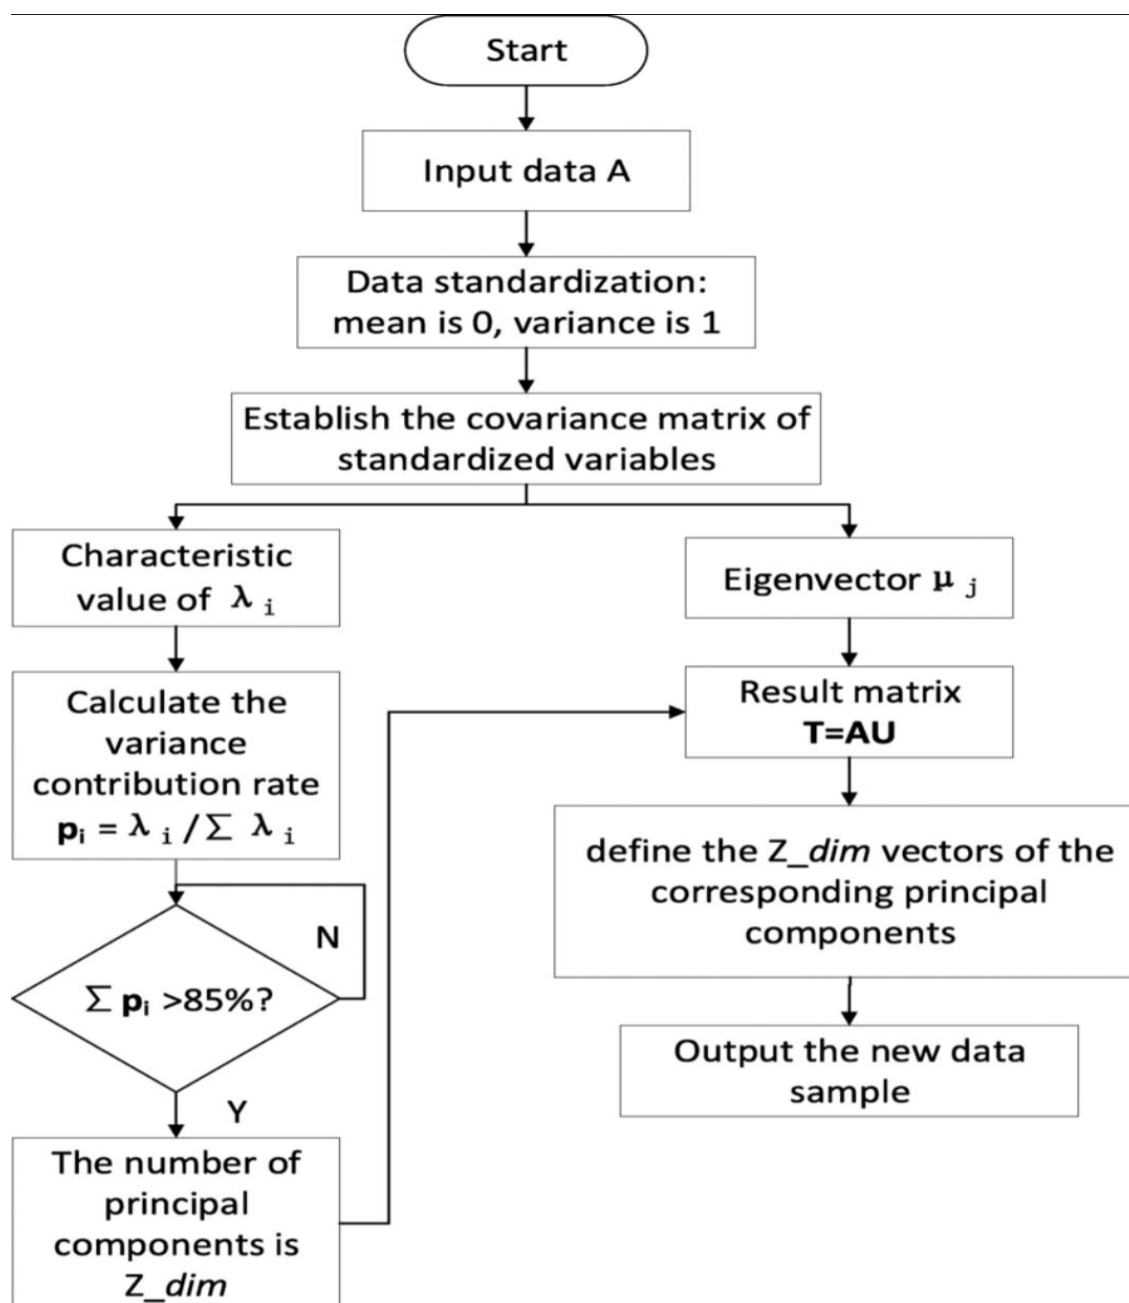 Start
Input data A
Data standardization:
mean is 0, variance is 1
Establish the covariance matrix of
standardized variables
Characteristic
value of λ i
Calculate the
variance
contribution rate
pi = λ i / Σ λ i
N
Σ pi >85%?
Y
The number of
principal
components is
Z_dim
Eigenvector μ j
Result matrix
T=AU
define the Z_dim vectors of the
corresponding principal
components
Output the new data
sample